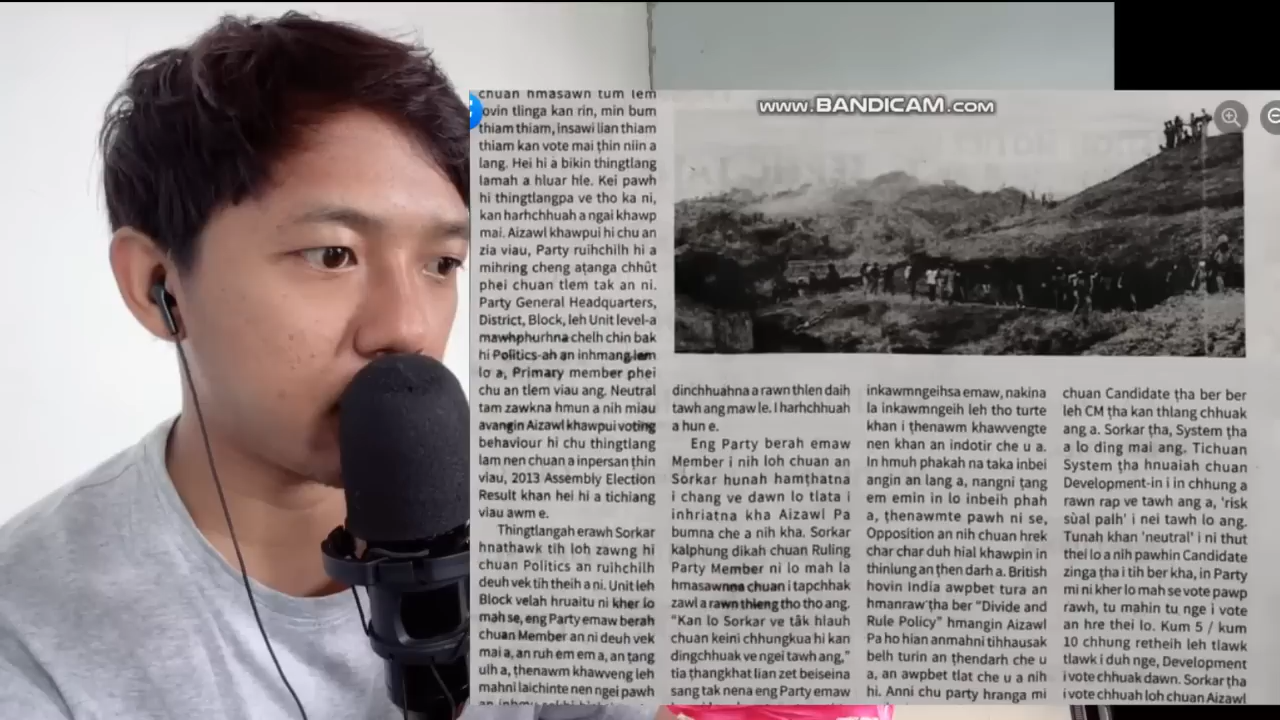 www.BANDICAM.com
chuan hmasawn tum lem
ovin tlinga kan rin, min bum
thiam thiam, insawi lian thiam
thiam kan vote mai thin niin a
lang. Hei hi a bikin thingtlang
lamah a hluar hle. Kei pawh
hi thingtlangpa ve tho ka ni,
kan harhchhuah a ngai khawp
mai. Aizawl khawpui hi chu an
zia viau, Party ruihchilh hi a
mihring cheng aṭanga chhût
phei chuan tlem tak an ni.
Party General Headquarters,
District, Block, leh Unit level-a
mawhphurhna chelh chin bak
hi Politics-ah an inhmang lem
lo a, Primary member phei
chu an tlem viau ang. Neutral
tam zawkna hmun a nih miau
avangin Aizawl khawpui voting
behaviour hi chu thingtlang
lam nen chuan a inpersan thin
viau, 2013 Assembly Election
Result khan hei hi a tichiang
viau awm e.
Thingtlangah erawh Sorkar
hnathawk tih loh zawng hi
chuan Politics an ruihchilh
deuh vek tih theih a ni. Unit leh
Block velah hruaitu ni kher lo
mah se, eng Party emaw berah
chuan Member an ni deuh vek
mai a, an ruh em em a, an ṭang
ulh a, ṭhenawm khawveng leh
mahni laichinte nen ngei pawh
dinchhuahna a rawn thlen daih
tawh ang maw le. I harhchhuah
a hun e.
Eng Party berah emaw
Member i nih loh chuan an
Sorkar hunah hamṭhatna
i chang ve dawn lo tlata i
inhriatna kha Aizawl Pa
bumna che a nih kha. Sorkar
kalphung dikah chuan Ruling
Party Member ni lo mah la
hmasawnna chuan i tapchhak
zawl a rawn thleng tho tho ang.
“Kan lo Sorkar ve tâk hlauh
chuan keini chhungkua hi kan
dingchhuak ve ngei tawh ang,”
tia ṭhangkhat lian zet beiseina
sang tak nena eng Party emaw
inkawmngeihsa emaw, nakina
la inkawmngeih leh tho turte
khan i ṭhenawm khawvengte
nen khan an indotir che u a.
In hmuh phakah na taka inbei
angin an lang a, nangni ṭang
em emin in lo inbeih phah
a, ṭhenawmte pawh ni se,
Opposition an nih chuan hrek
char char duh hial khawpin in
thinlung an ṭhen darh a. British
hovin India awpbet tura an
hmanraw ṭha ber “Divide and
Rule Policy” hmangin Aizawl
Pa ho hian anmahni tihhausak
belh turin an ṭhendarh che u
a, an awpbet tlat che u a nih
hi. Anni chu party hranga mi
chuan Candidate ṭha ber ber
leh CM ṭha kan thlang chhuak
ang a. Sorkar ṭha, System ṭha
a lo ding mai ang. Tichuan
System ṭha hnuaiah chuan
Development-in i in chhung a
rawn rap ve tawh ang a, 'risk
sùal palh' i nei tawh lo ang.
Tunah khan 'neutral' i ni thut
thei lo a nih pawhin Candidate
zinga ṭha i tih ber kha, in Party
mi ni kher lo mah se vote pawp
rawh, tu mahin tu nge i vote
an hre thei lo. Kum 5 / kum
10 chhung retheih leh tlawk
tlawk i duh nge, Development
i vote chhuak dawn. Sorkar ṭha
i vote chhuah loh chuan Aizawl